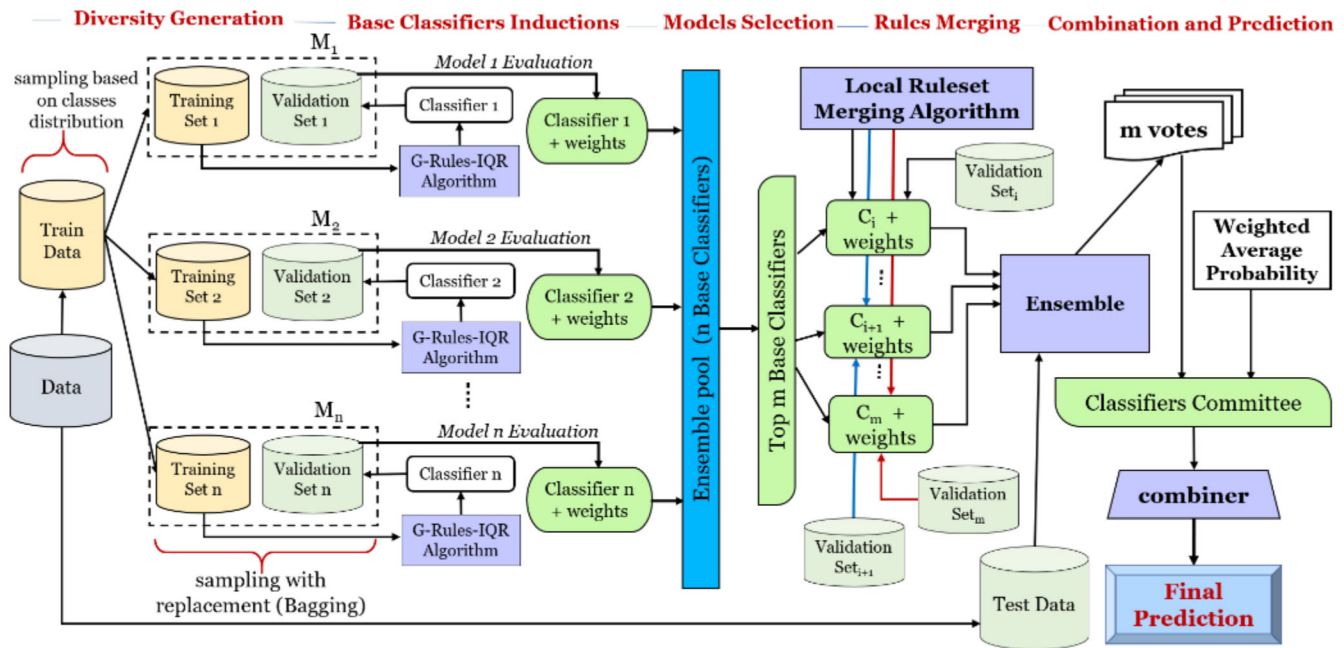 Diversity Generation
Base Classifiers Inductions
Models Selection
Rules Merging
Combination and Prediction
sampling based
on classes
distribution
Train
Data
Data
M1
Training
Set 1
Validation
Set 1
Model 1 Evaluation
Classifier 1
G-Rules-IQR
Algorithm
Classifier 1
+ weights
M2
Training
Set 2
Validation
Set 2
Model 2 Evaluation
Classifier 2
G-Rules-IQR
Algorithm
Classifier 2
+ weights
Mn
Training
Set n
Validation
Set n
Model n Evaluation
Classifier n
G-Rules-IQR
Algorithm
Classifier n
+ weights
sampling with
replacement (Bagging)
Ensemble pool (n Base Classifiers)
Top m Base Classifiers
Local Ruleset
Merging Algorithm
Validation
Seti
Ci +
weights
...
Ci+1 +
weights
...
Cm +
weights
Validation
Setm
Validation
Seti+1
Ensemble
Test Data
m votes
Weighted
Average
Probability
Classifiers Committee
combiner
Final
Prediction